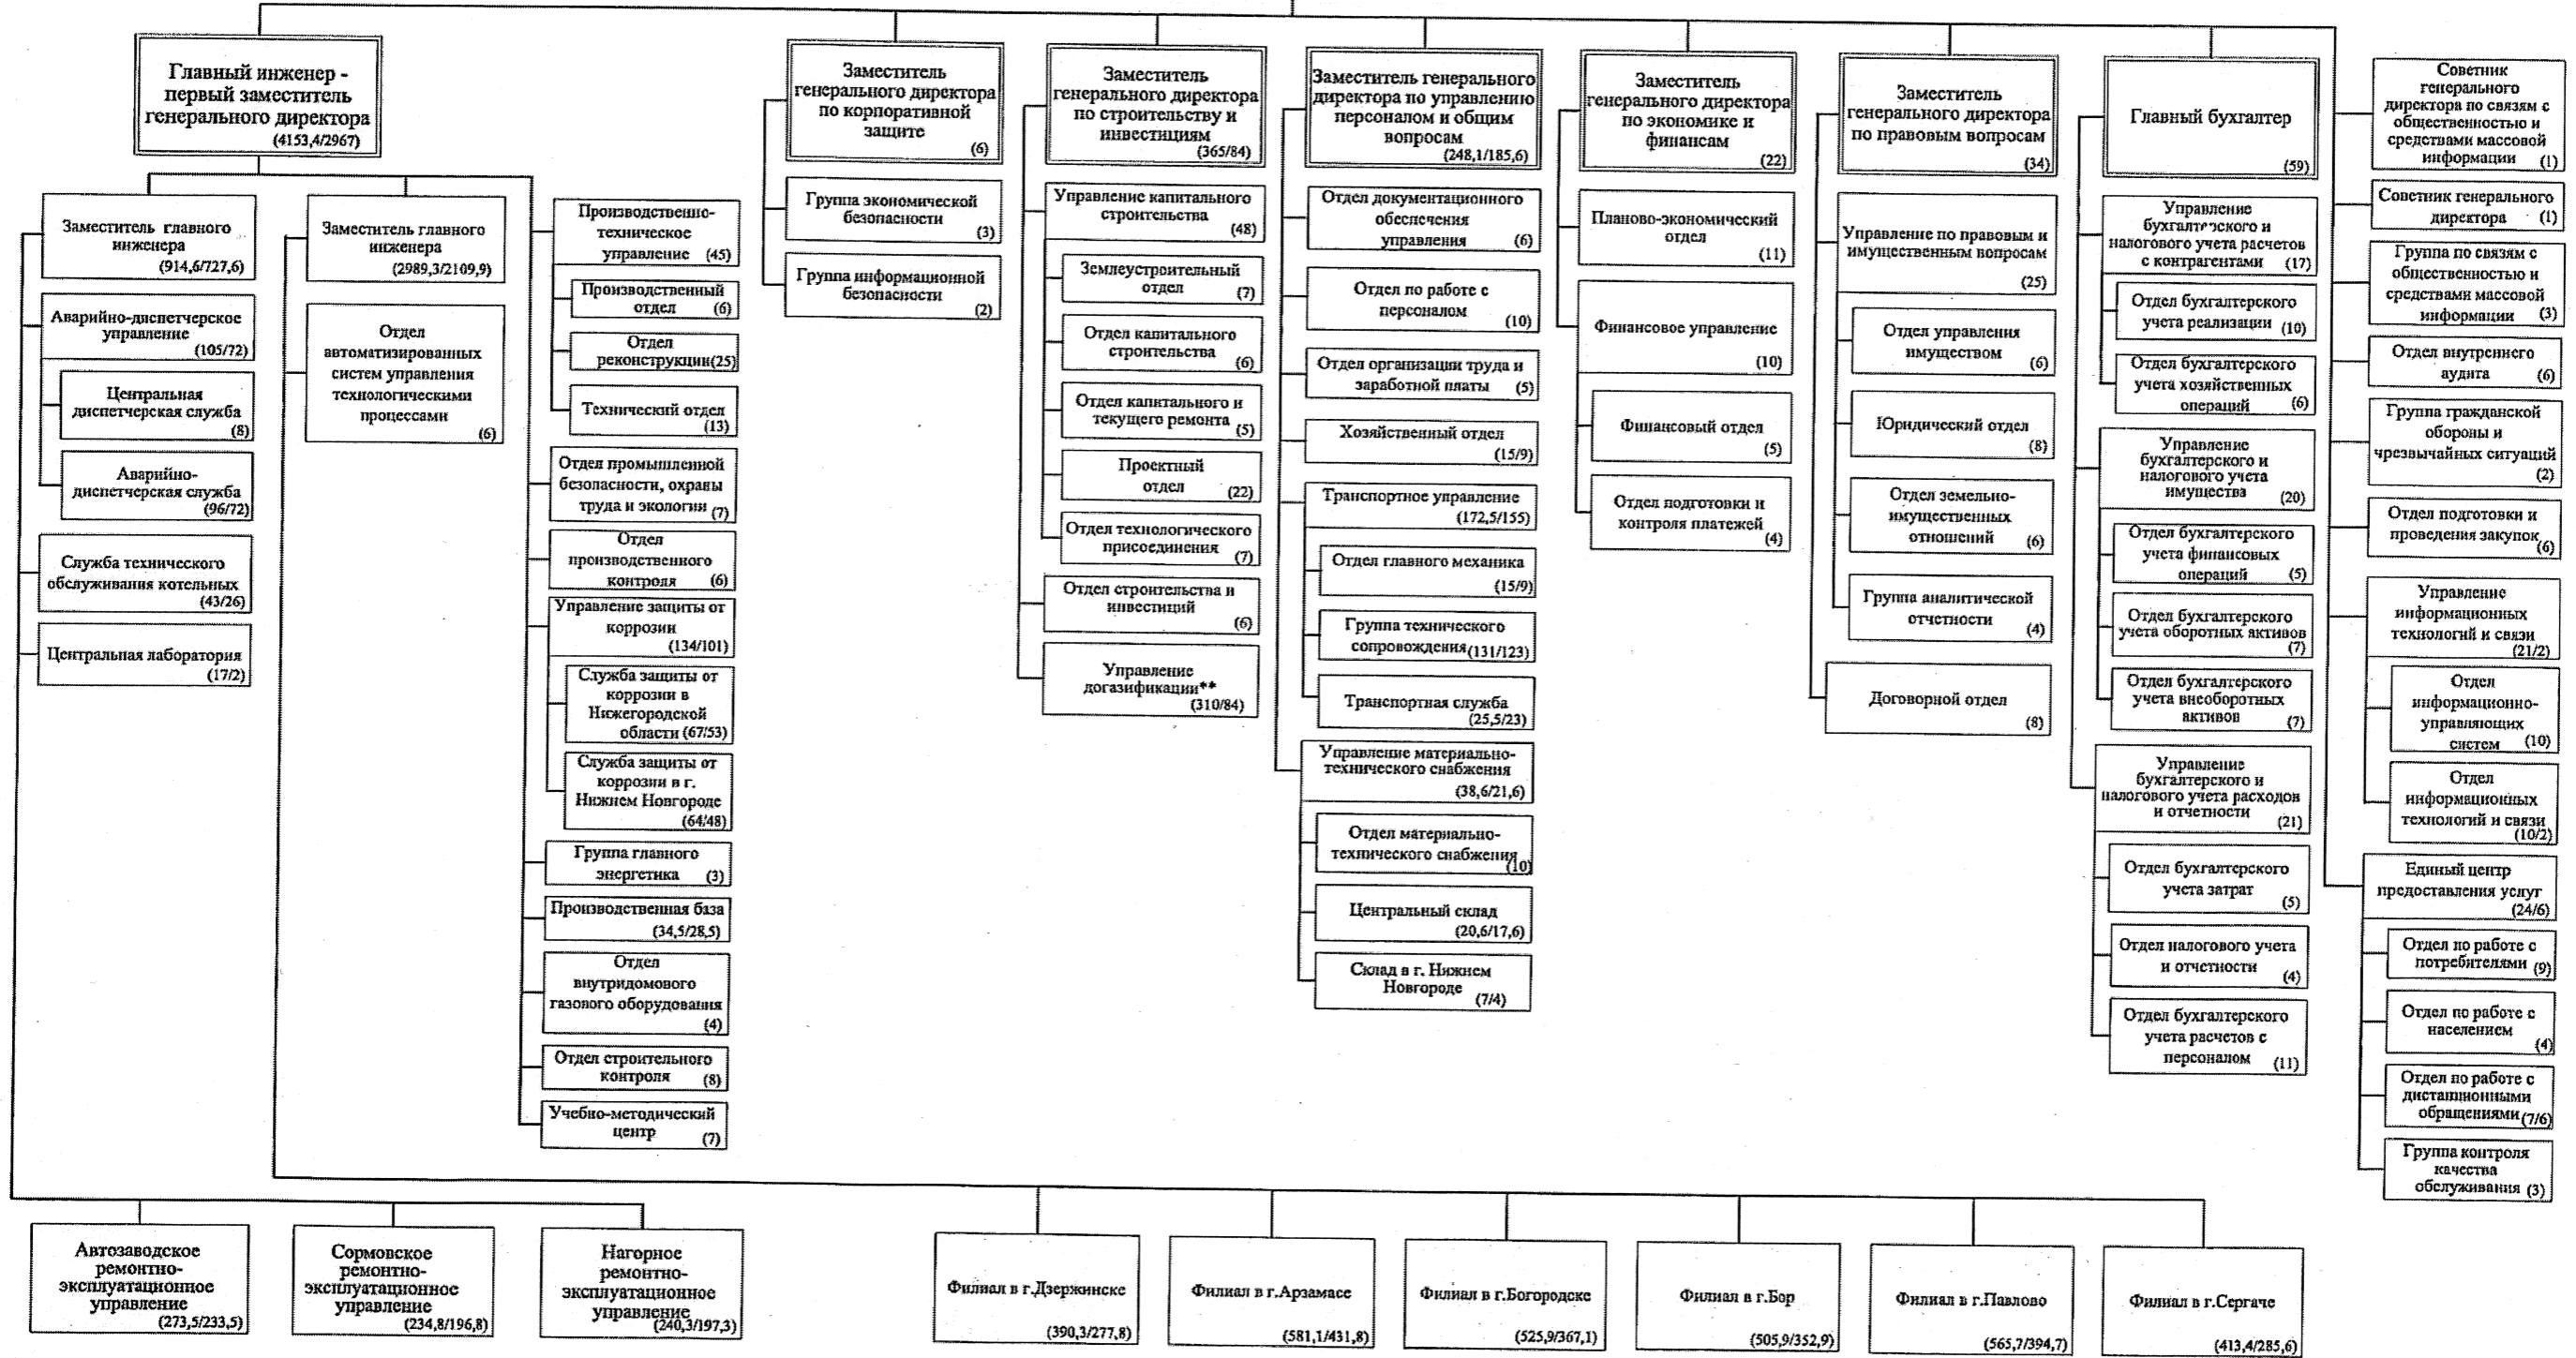 Главный инженер -
первый заместитель
генерального директора
(4153,4/2967)
Заместитель главного
инженера
(914,6/727,6)
Аварийно-диспетчерское
управление
(105/72)
Центральная
диспетчерская служба
(8)
Аварийно-
диспетчерская служба
(96/72)
Служба технического
обслуживания котельных
(43/26)
Центральная лаборатория
(17/2)
Заместитель главного
инженера
(2989,3/2109,9)
Отдел
автоматизированных
систем управления
технологическими
процессами
(6)
Производственно-
техническое
управление (45)
Производственный
отдел (6)
Отдел
реконструкции(25)
Технический отдел
(13)
Отдел промышленной
безопасности, охраны
труда и экологии (7)
Отдел
производственного
контроля (6)
Управление защиты от
коррозии
(134/101)
Служба защиты от
коррозии в
Нижегородской
области (67/53)
Служба защиты от
коррозии в г.
Нижнем Новгороде
(64/48)
Группа главного
энергетика (3)
Производственная база
(34,5/28,5)
Отдел
внутридомового
газового оборудования
(4)
Отдел строительного
контроля (8)
Учебно-методический
центр (7)
Заместитель
генерального директора
по корпоративной
защите
(6)
Группа экономической
безопасности
(3)
Группа информационной
безопасности
(2)
Заместитель
генерального директора
по строительству и
инвестициям
(365/84)
Управление капитального
строительства
(48)
Землеустроительный
отдел
(7)
Отдел капитального
строительства
(6)
Отдел капитального и
текущего ремонта (5)
Проектный
отдел (22)
Отдел технологического
присоединения
(7)
Отдел строительства и
инвестиций
(6)
Управление
догазификации**
(310/84)
Заместитель генерального
директора по управлению
персоналом и общим
вопросам
(248,1/185,6)
Отдел документационного
обеспечения
управления (6)
Отдел по работе с
персоналом
(10)
Отдел организации труда и
заработной платы (5)
Хозяйственный отдел
(15/9)
Транспортное управление
(172,5/155)
Отдел главного механика
(15/9)
Группа технического
сопровождения(131/123)
Транспортная служба
(25,5/23)
Управление материально-
технического снабжения
(38,6/21,6)
Отдел материально-
технического снабжения
(10)
Центральный склад
(20,6/17,6)
Склад в г. Нижнем
Новгороде
(7/4)
Заместитель
генерального директора
по экономике и
финансам
(22)
Планово-экономический
отдел
(11)
Финансовое управление
(10)
Финансовый отдел
(5)
Отдел подготовки и
контроля платежей
(4)
Заместитель
генерального директора
по правовым вопросам
(34)
Управление по правовым и
имущественным вопросам
(25)
Отдел управления
имуществом
(6)
Юридический отдел
(8)
Отдел земельно-
имущественных
отношений (6)
Группа аналитической
отчетности
(4)
Договорной отдел
(8)
Главный бухгалтер
(59)
Управление
бухгалтерского и
налогового учета расчетов
с контрагентами (17)
Отдел бухгалтерского
учета реализации (10)
Отдел бухгалтерского
учета хозяйственных
операций (6)
Управление
бухгалтерского и
налогового учета
имущества (20)
Отдел бухгалтерского
учета финансовых
операций (5)
Отдел бухгалтерского
учета оборотных активов
(7)
Отдел бухгалтерского
учета внеоборотных
активов (7)
Управление
бухгалтерского и
налогового учета расходов
и отчетности (21)
Отдел бухгалтерского
учета затрат
(5)
Отдел налогового учета
и отчетности
(4)
Отдел бухгалтерского
учета расчетов с
персоналом (11)
Советник
генерального
директора по связям с
общественностью и
средствами массовой
информации (1)
Советник генерального
директора (1)
Группа по связям с
общественностью и
средствами массовой
информации (3)
Отдел внутреннего
аудита (6)
Группа гражданской
обороны и
чрезвычайных ситуаций
(2)
Отдел подготовки и
проведения закупок
(6)
Управление
информационных
технологий и связи
(21/2)
Отдел
информационно-
управляющих
систем (10)
Отдел
информационных
технологий и связи
(10/2)
Единый центр
предоставления услуг
(24/6)
Отдел по работе с
потребителями (9)
Отдел по работе с
населением
(4)
Отдел по работе с
дистационными
обращениями(7/6)
Группа контроля
качества
обслуживания (3)
Автозаводское
ремонтно-
эксплуатационное
управление
(273,5/233,5)
Сормовское
ремонтно-
эксплуатационное
управление
(234,8/196,8)
Нагорное
ремонтно-
эксплуатационное
управление
(240,3/197,3)
Филиал в г.Дзержинске
(390,3/277,8)
Филиал в г.Арзамасе
(581,1/431,8)
Филиал в г.Богородске
(525,9/367,1)
Филиал в г.Бор
(505,9/352,9)
Филиал в г.Павлово
(565,7/394,7)
Филиал в г.Сергаче
(413,4/285,6)